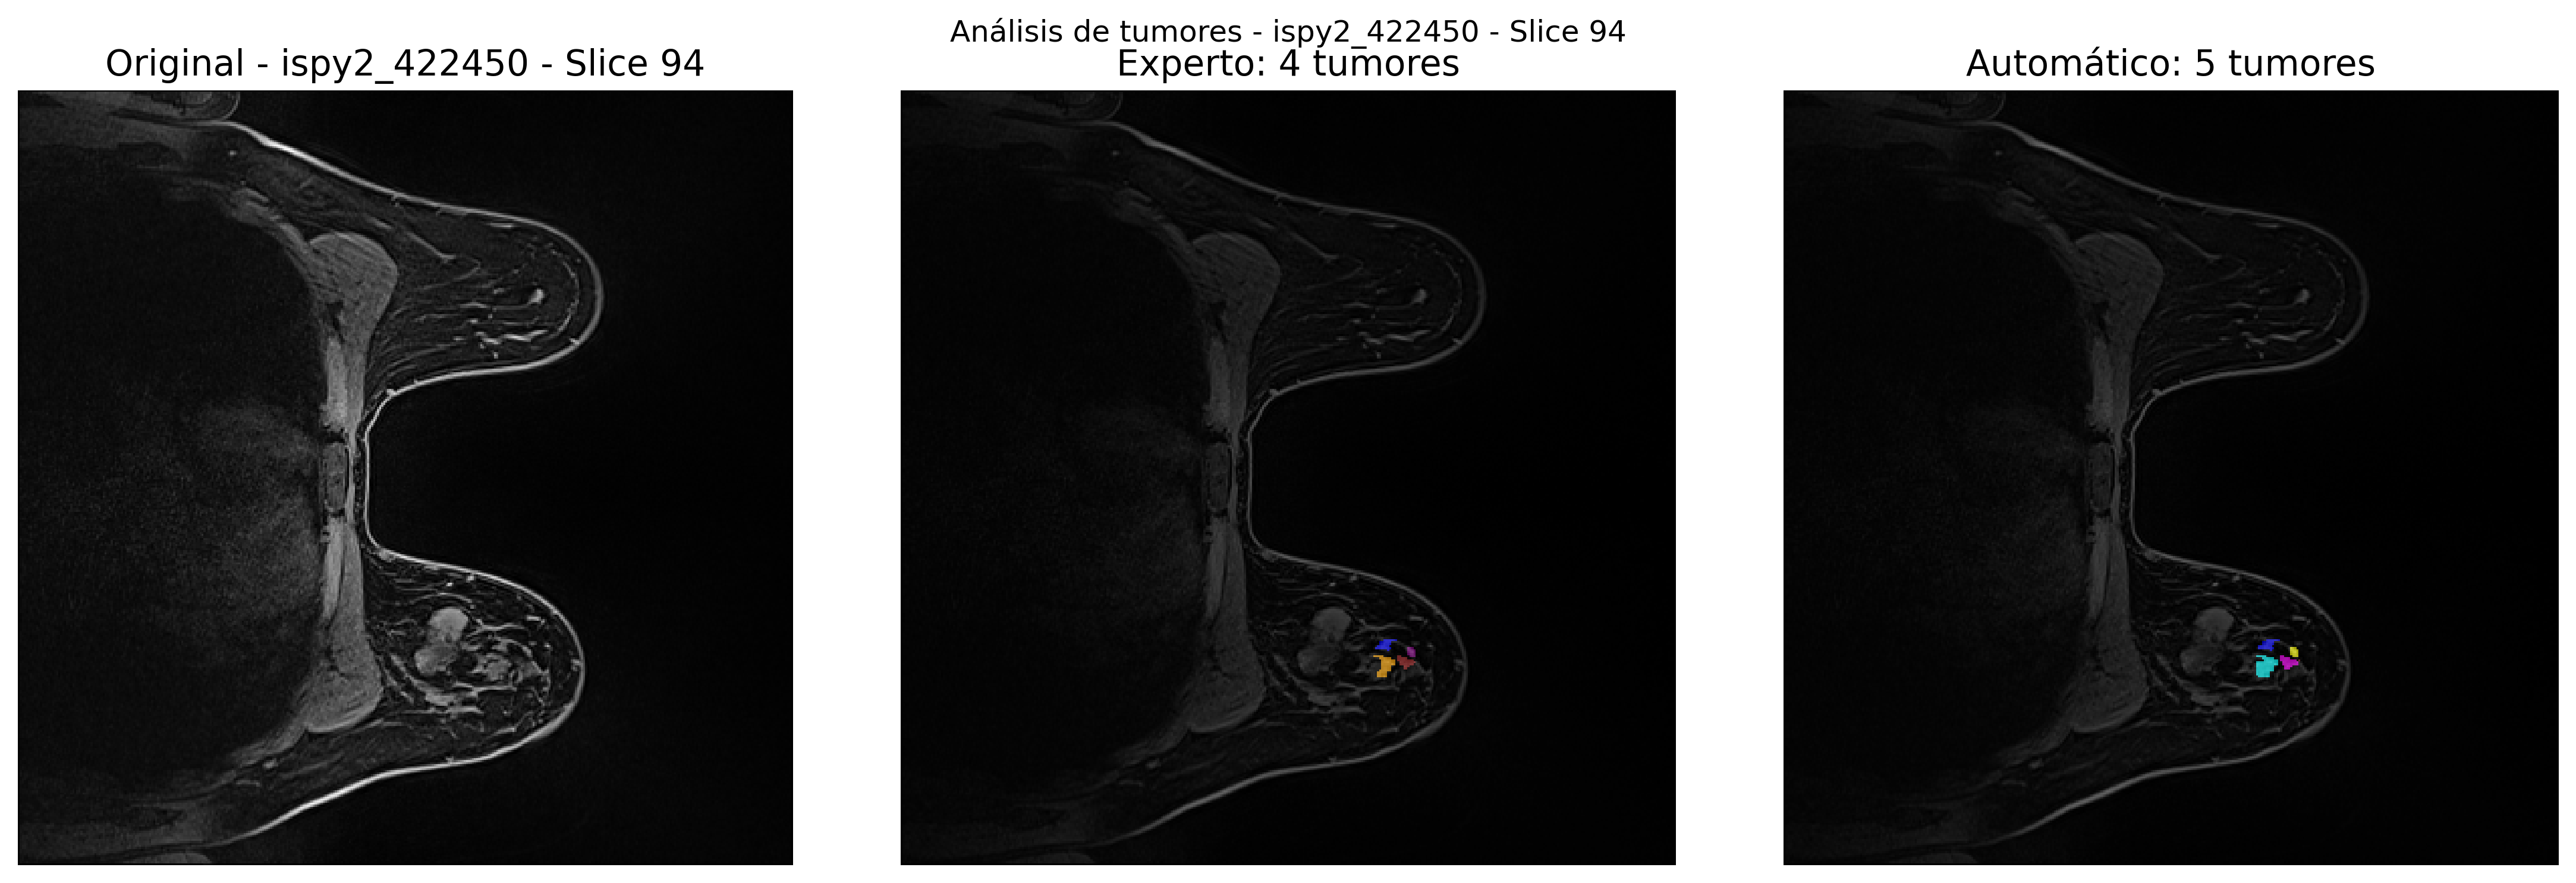 Análisis de tumores - ispy2_422450 - Slice 94
Original - ispy2_422450 - Slice 94
Experto: 4 tumores
Automático: 5 tumores